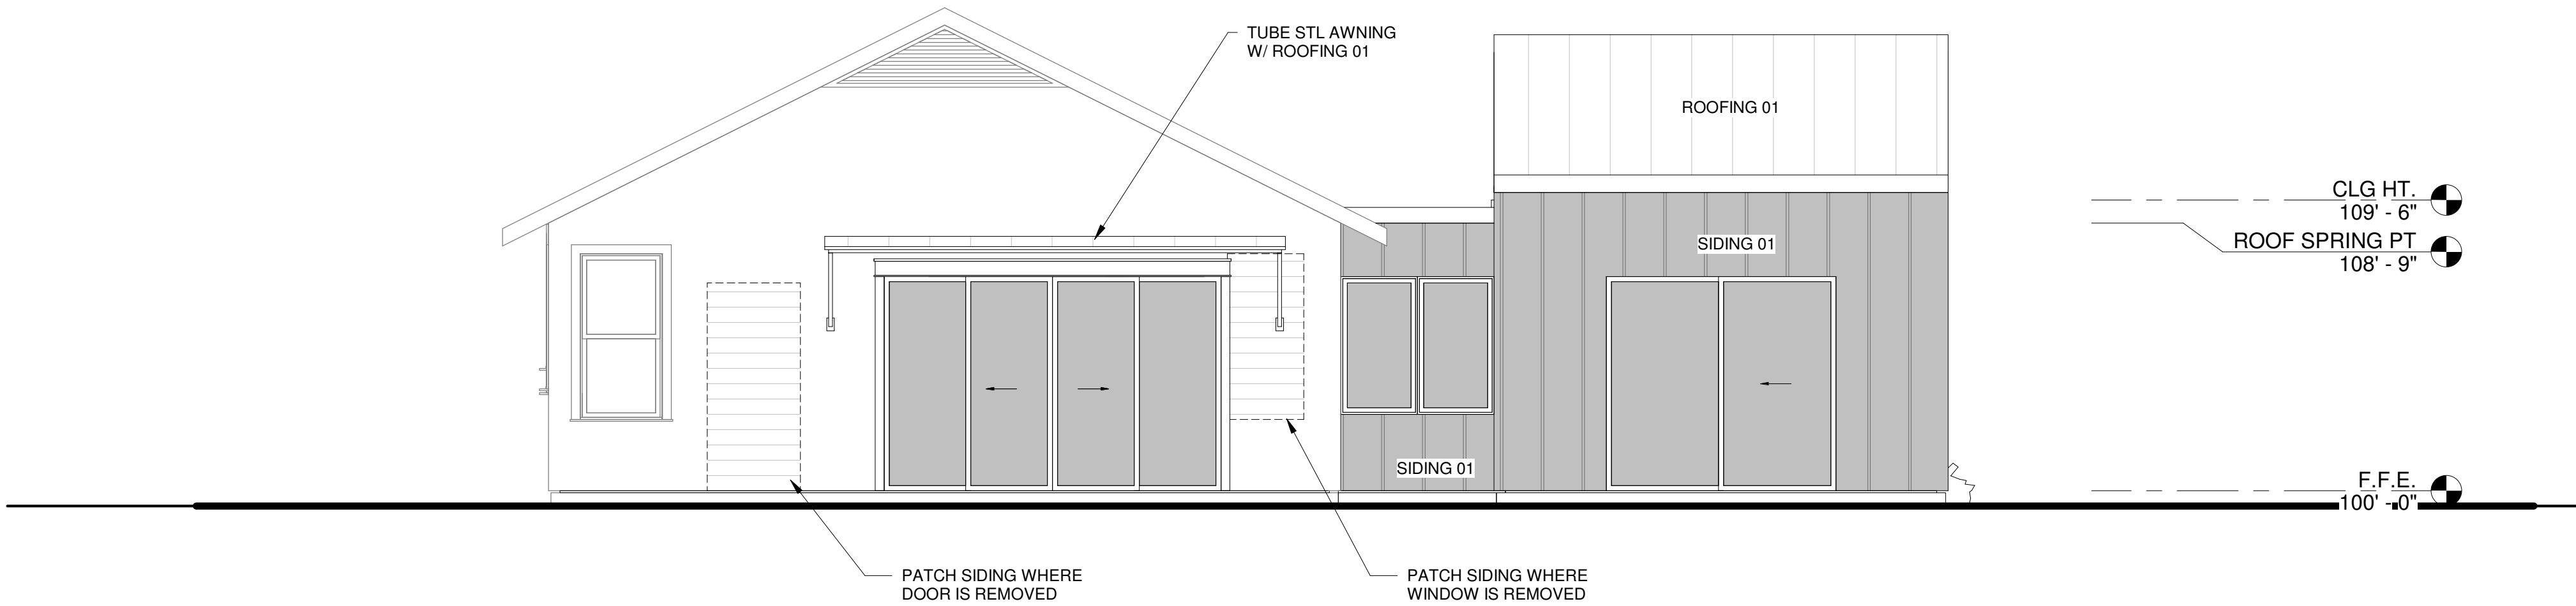 TUBE STL AWNING
W/ ROOFING 01
ROOFING 01
CLG HT.
109' - 6"
ROOF SPRING PT
108' - 9"
SIDING 01
SIDING 01
F.F.E.
100' - 0"
PATCH SIDING WHERE
DOOR IS REMOVED
PATCH SIDING WHERE
WINDOW IS REMOVED